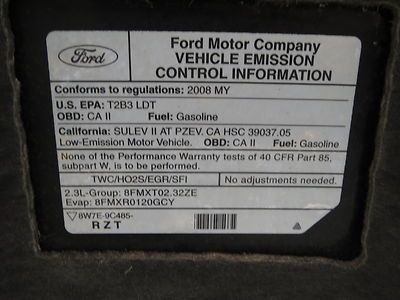 Ford
Ford Motor Company
VEHICLE EMISSION
CONTROL INFORMATION
Conforms to regulations: 2008 MY
U.S. EPA: T2B3 LDT
OBD: CA II Fuel: Gasoline
California: SULEV II AT PZEV. CA HSC 39037.05
Low-Emission Motor Vehicle. OBD: CA II Fuel: Gasoline
None of the Performance Warranty tests of 40 CFR Part 85,
subpart W, is to be performed.
TWC/HO2S/EGR/SFI No adjustments needed.
2.3L-Group: 8FMXT02.32ZE
Evap: 8FMXR0120GCY
8W7E-9C485-
R Z T